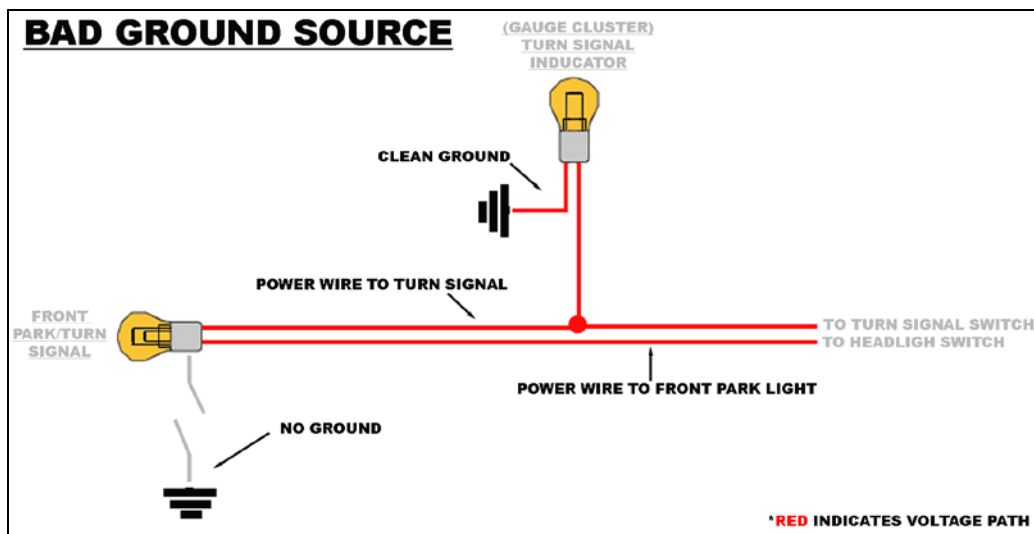 BAD GROUND SOURCE
(GAUGE CLUSTER)
TURN SIGNAL
INDUCATOR
CLEAN GROUND
POWER WIRE TO TURN SIGNAL
FRONT
PARK/TURN
SIGNAL
TO TURN SIGNAL SWITCH
TO HEADLIGH SWITCH
POWER WIRE TO FRONT PARK LIGHT
NO GROUND
*RED INDICATES VOLTAGE PATH